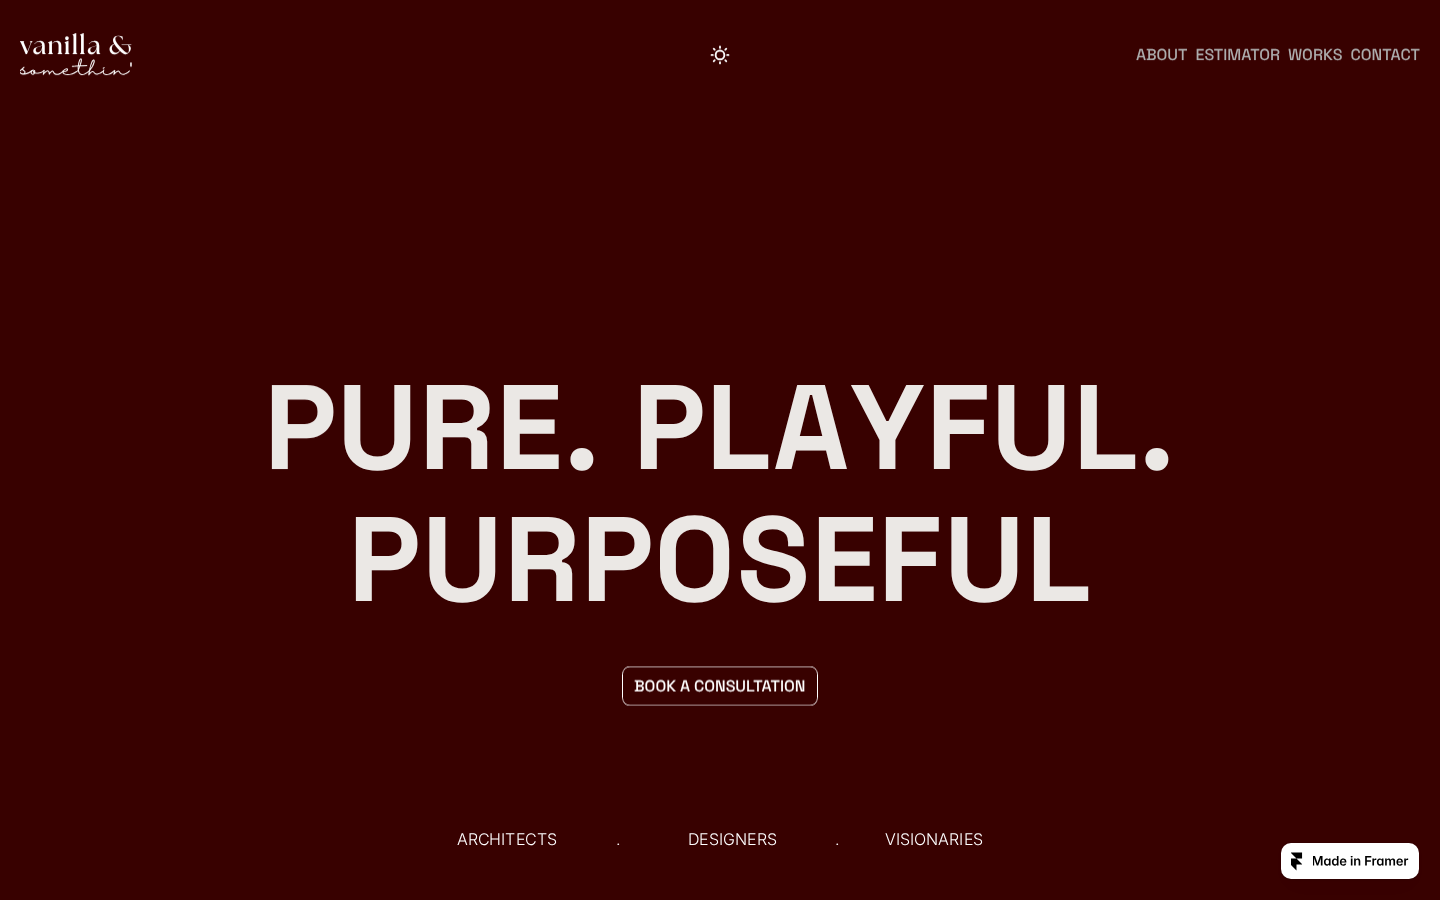 vanilla &
somethin'
ABOUT ESTIMATOR WORKS CONTACT
PURE. PLAYFUL.
PURPOSEFUL
BOOK A CONSULTATION
ARCHITECTS . DESIGNERS . VISIONARIES
Made in Framer